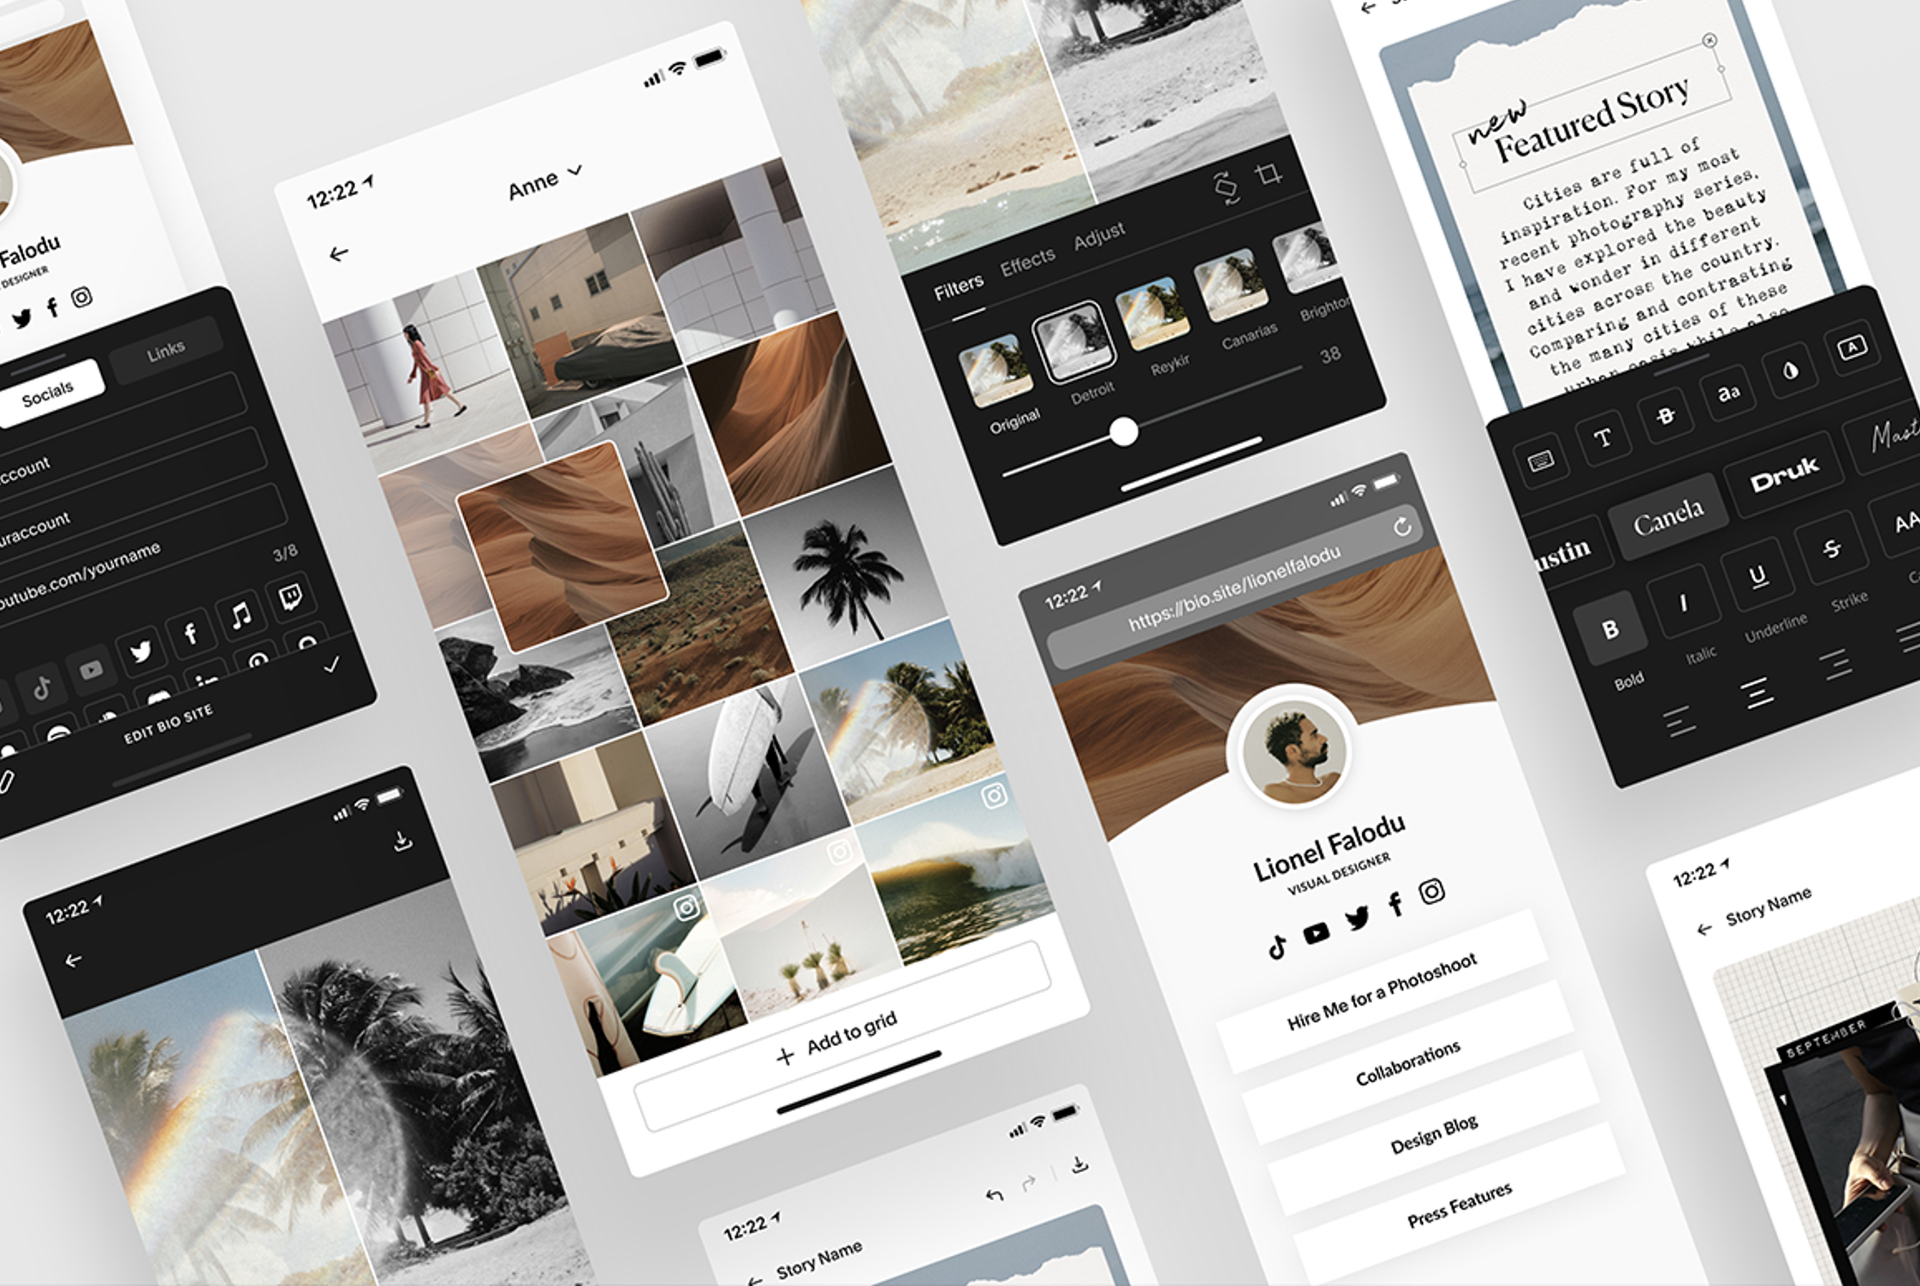 Falodu
DESIGNER
Socials
Links
ccount
uraccount
outube.com/yourname
3/8
EDIT BIO SITE
12:22
12:22
Anne
+ Add to grid
Filters
Effects
Adjust
Original
Detroit
Reykir
Canarias
Brighton
38
12:22
https://bio.site/lionelfalodu
Lionel Falodu
VISUAL DESIGNER
Hire Me for a Photoshoot
Collaborations
Design Blog
Press Features
12:22
Story Name
new
Featured Story
Cities are full of
inspiration. For my most
recent photography series,
I have explored the beauty
and wonder in different
cities across the country.
Comparing and contrasting
the many cities of these
urban oasis while also
T
B
aa
A
ustin
Canela
Druk
Mast
B
I
U
S
AA
Bold
Italic
Underline
Strike
12:22
Story Name
SEPTEMBER